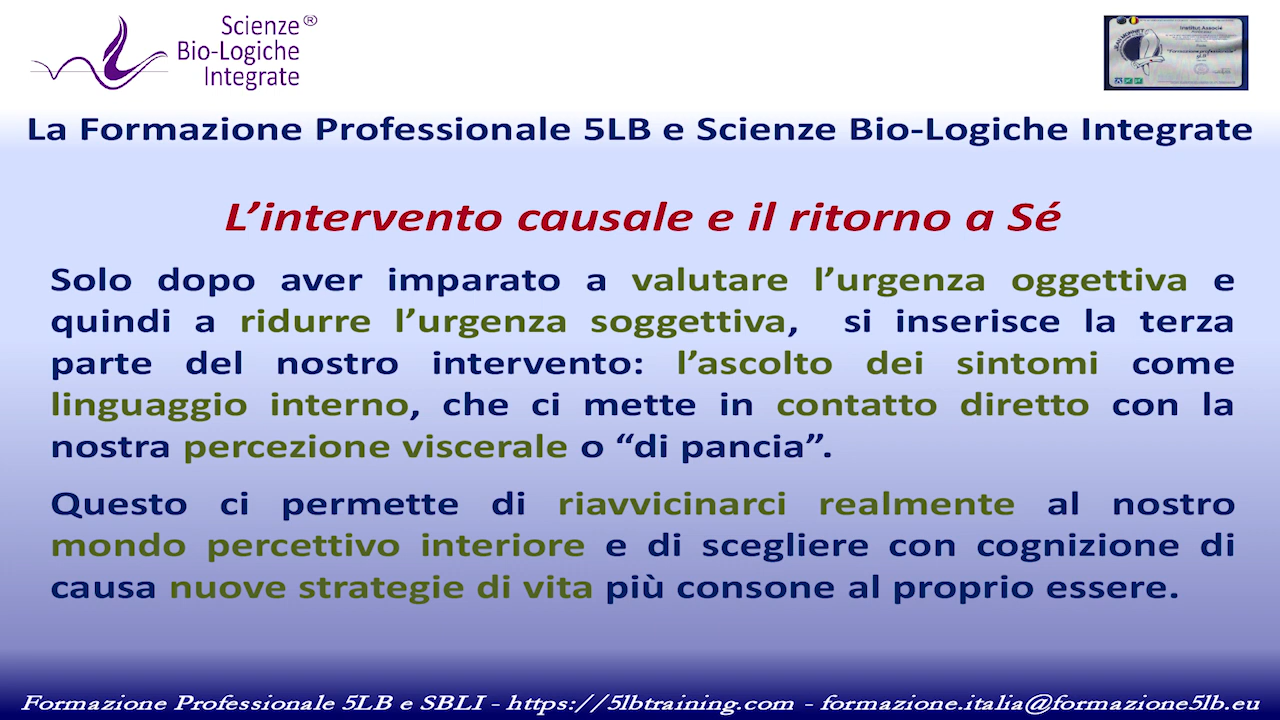 Scienze®
Bio-Logiche
Integrate
Institut Associé
La Formazione Professionale 5LB e Scienze Bio-Logiche Integrate
L’intervento causale e il ritorno a Sé
Solo dopo aver imparato a valutare l’urgenza oggettiva e
quindi a ridurre l’urgenza soggettiva, si inserisce la terza
parte del nostro intervento: l’ascolto dei sintomi come
linguaggio interno, che ci mette in contatto diretto con la
nostra percezione viscerale o “di pancia”.
Questo ci permette di riavvicinarci realmente al nostro
mondo percettivo interiore e di scegliere con cognizione di
causa nuove strategie di vita più consone al proprio essere.
Formazione Professionale 5LB e SBLI - https://5lbtraining.com - formazione.italia@formazione5lb.eu